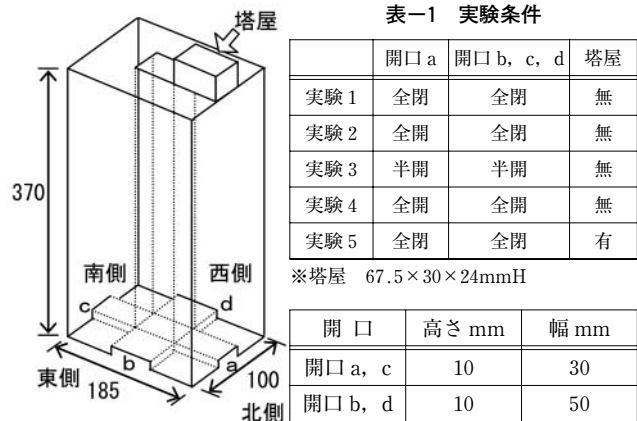 塔屋
370
南側
西側
c
d
b
a
東側
185
100
北側
表−1 実験条件
開口 a 開口 b, c, d 塔屋
実験 1 全閉 全閉 無
実験 2 全開 全閉 無
実験 3 半開 半開 無
実験 4 全開 全開 無
実験 5 全閉 全閉 有
※塔屋 67.5×30×24mmH
開 口 高さ mm 幅 mm
開口 a, c 10 30
開口 b, d 10 50